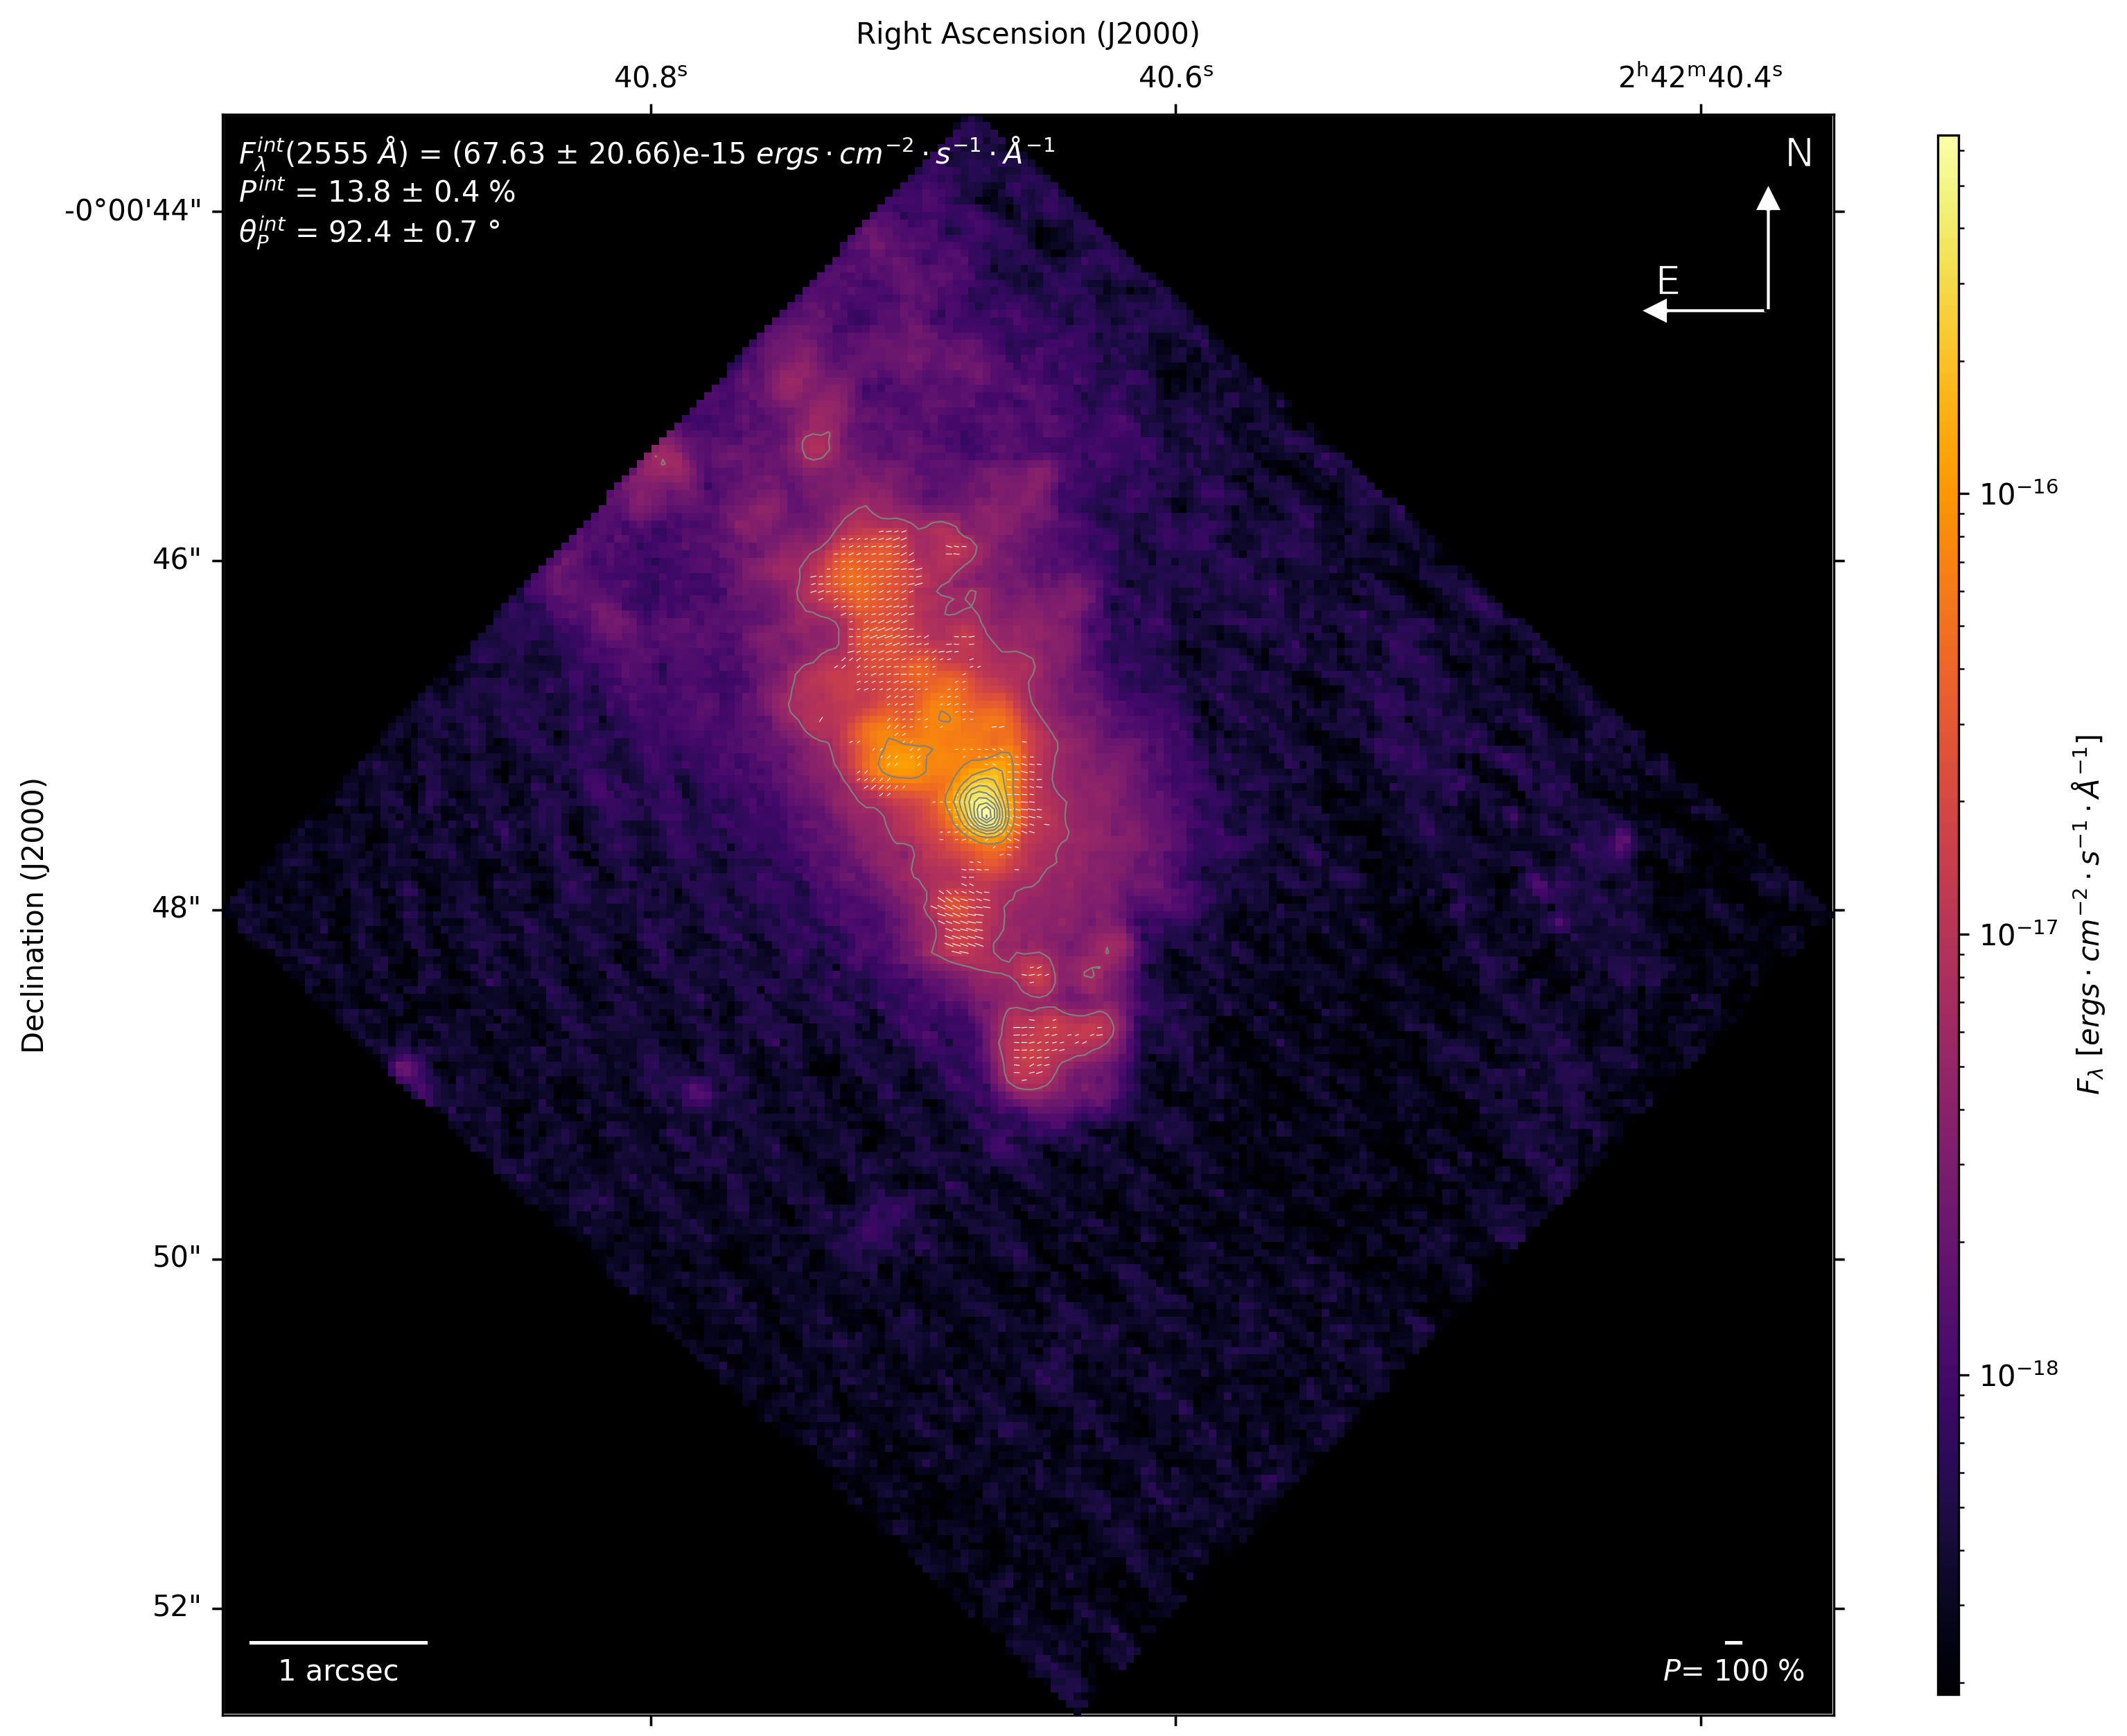 Right Ascension (J2000)
40.8ˢ 40.6ˢ 2ʰ42ᵐ40.4ˢ
F_λ^int(2555 Å) = (67.63 ± 20.66)e-15 ergs · cm⁻² · s⁻¹ · Å⁻¹
P^int = 13.8 ± 0.4 %
θ_P^int = 92.4 ± 0.7 °
N
E
-0°00'44"
46"
48"
50"
52"
Declination (J2000)
1 arcsec
P= 100 %
10⁻¹⁶
10⁻¹⁷
10⁻¹⁸
F_λ [ergs · cm⁻² · s⁻¹ · Å⁻¹]